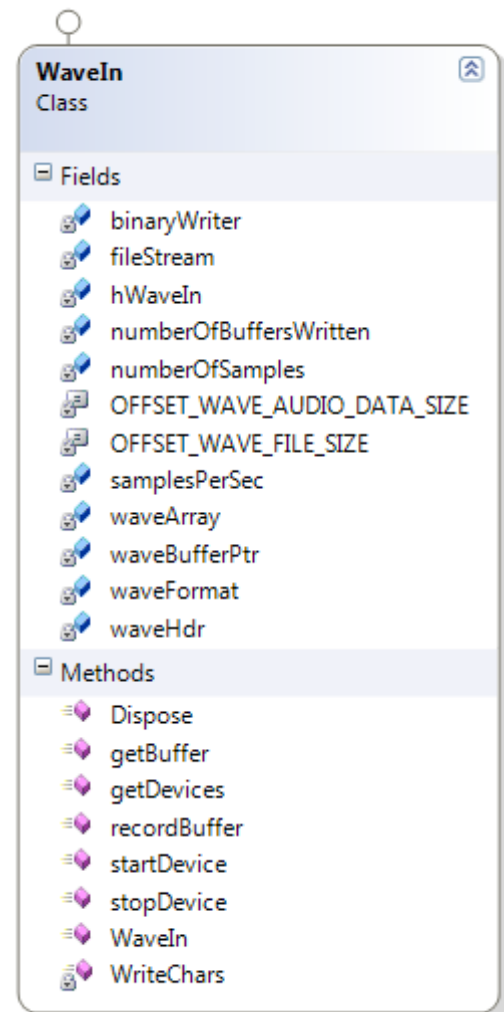 WaveIn
Class
Fields
binaryWriter
fileStream
hWaveIn
numberOfBuffersWritten
numberOfSamples
OFFSET_WAVE_AUDIO_DATA_SIZE
OFFSET_WAVE_FILE_SIZE
samplesPerSec
waveArray
waveBufferPtr
waveFormat
waveHdr
Methods
Dispose
getBuffer
getDevices
recordBuffer
startDevice
stopDevice
WaveIn
WriteChars